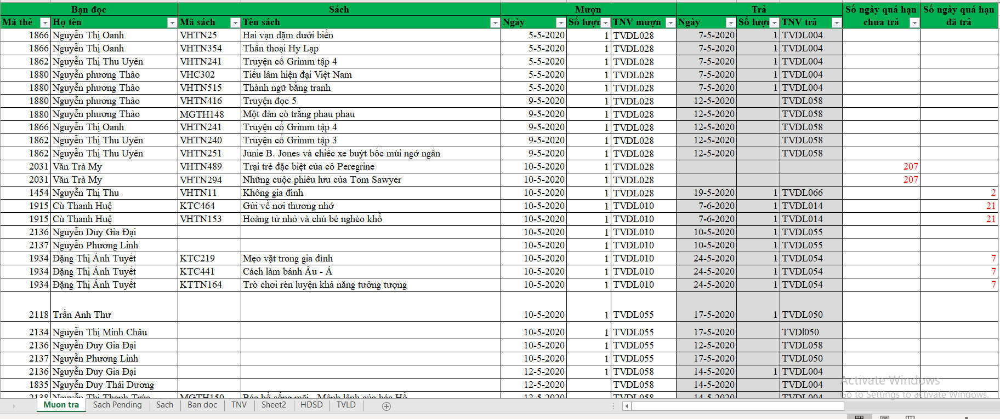 Bạn đọc Sách Mượn Trả Số ngày quá hạn chưa trả Số ngày quá hạn đã trả
Mã thẻ Họ tên Mã sách Tên sách Ngày Số lượn TNV mượn Ngày Số lượn TNV trả
1866 Nguyễn Thị Oanh VHTN25 Hai vạn dặm dưới biển 5-5-2020 1 TVDL028 7-5-2020 1 TVDL004
1866 Nguyễn Thị Oanh VHTN354 Thần thoại Hy Lạp 5-5-2020 1 TVDL028 7-5-2020 1 TVDL004
1862 Nguyễn Thị Thu Uyên VHTN241 Truyện cổ Grimm tập 4 5-5-2020 1 TVDL028 7-5-2020 1 TVDL004
1880 Nguyễn phương Thảo VHC302 Tiếu lâm hiện đại Việt Nam 5-5-2020 1 TVDL028 7-5-2020 1 TVDL004
1880 Nguyễn phương Thảo VHTN515 Thành ngữ bằng tranh 5-5-2020 1 TVDL028 7-5-2020 1 TVDL004
1880 Nguyễn phương Thảo VHTN416 Truyện đọc 5 9-5-2020 1 TVDL028 12-5-2020 TVDL058
1880 Nguyễn phương Thảo MGTH148 Một đàn cò trắng phau phau 9-5-2020 1 TVDL028 12-5-2020 TVDL058
1866 Nguyễn Thị Oanh VHTN241 Truyện cổ Grimm tập 4 9-5-2020 1 TVDL028 12-5-2020 TVDL058
1862 Nguyễn Thị Thu Uyên VHTN240 Truyện cổ Grimm tập 3 9-5-2020 1 TVDL028 12-5-2020 TVDL058
1862 Nguyễn Thị Thu Uyên VHTN251 Junie B. Jones và chiếc xe buýt bốc mùi ngớ ngẩn 9-5-2020 1 TVDL028 12-5-2020 TVDL058
2031 Văn Trà My VHTN489 Trại trẻ đặc biệt của cô Peregrine 10-5-2020 1 TVDL028 207
2031 Văn Trà My VHTN294 Những cuộc phiêu lưu của Tom Sawyer 10-5-2020 1 TVDL028 207
1454 Nguyễn Thị Thu VHTN11 Không gia đình 10-5-2020 1 TVDL028 19-5-2020 1 TVDL066 2
1915 Cù Thanh Huệ KTC464 Gửi về nơi thương nhớ 10-5-2020 1 TVDL010 7-6-2020 1 TVDL014 21
1915 Cù Thanh Huệ VHTN153 Hoàng tử nhỏ và chú bé nghèo khổ 10-5-2020 1 TVDL010 7-6-2020 1 TVDL014 21
2136 Nguyễn Duy Gia Đại 10-5-2020 1 TVDL010 10-5-2020 TVDL055
2137 Nguyễn Phương Linh 10-5-2020 1 TVDL010 10-5-2020 TVDL055
1934 Đặng Thị Ánh Tuyết KTC219 Mẹo vặt trong gia đình 10-5-2020 1 TVDL010 24-5-2020 1 TVDL054 7
1934 Đặng Thị Ánh Tuyết KTC441 Cách làm bánh Âu - Á 10-5-2020 1 TVDL010 24-5-2020 1 TVDL054 7
1934 Đặng Thị Ánh Tuyết KTTN164 Trò chơi rèn luyện khả năng tưởng tượng 10-5-2020 1 TVDL010 24-5-2020 1 TVDL054 7
2118 Trần Anh Thư 10-5-2020 1 TVDL055 17-5-2020 1 TVDL050
2134 Nguyễn Thị Minh Châu 10-5-2020 1 TVDL055 17-5-2020 TVDl050
2136 Nguyễn Duy Gia Đại 10-5-2020 1 TVDL055 12-5-2020 TVDL058
2137 Nguyễn Phương Linh 10-5-2020 1 TVDL055 17-5-2020 TVDL050
2136 Nguyễn Duy Gia Đại 12-5-2020 1 TVDL058 14-5-2020 1 TVDL004
1835 Nguyễn Duy Thái Dương 12-5-2020 TVDL058 14-5-2020 TVDL004
2138 Nguyễn Thị Thanh Trúc MGTH150 Bác hồ sống mãi - Mệnh lệnh của bác Hồ 12-5-2020 TVDL058 14-5-2020 TVDL004
Activate Windows
Go to Settings to activate Windows.
Muon tra Sach Pending Sach Ban doc TNV Sheet2 HDSD TVLD